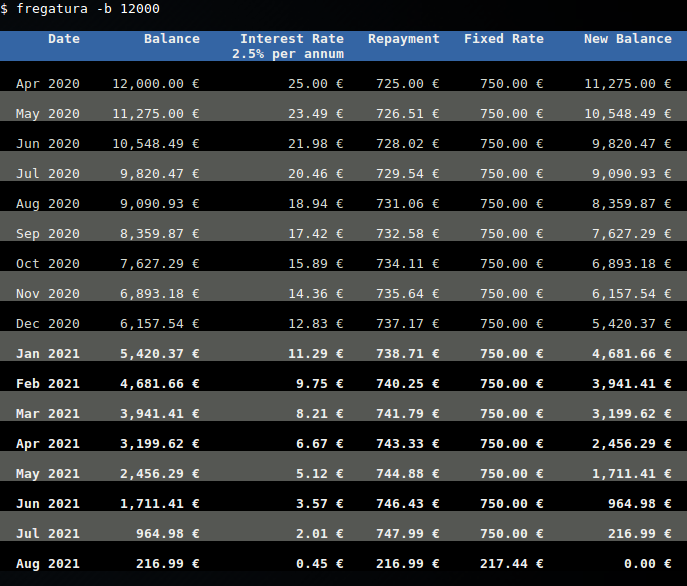 $ fregatura -b 12000
Date Balance Interest Rate Repayment Fixed Rate New Balance
2.5% per annum
Apr 2020 12,000.00 € 25.00 € 725.00 € 750.00 € 11,275.00 €
May 2020 11,275.00 € 23.49 € 726.51 € 750.00 € 10,548.49 €
Jun 2020 10,548.49 € 21.98 € 728.02 € 750.00 € 9,820.47 €
Jul 2020 9,820.47 € 20.46 € 729.54 € 750.00 € 9,090.93 €
Aug 2020 9,090.93 € 18.94 € 731.06 € 750.00 € 8,359.87 €
Sep 2020 8,359.87 € 17.42 € 732.58 € 750.00 € 7,627.29 €
Oct 2020 7,627.29 € 15.89 € 734.11 € 750.00 € 6,893.18 €
Nov 2020 6,893.18 € 14.36 € 735.64 € 750.00 € 6,157.54 €
Dec 2020 6,157.54 € 12.83 € 737.17 € 750.00 € 5,420.37 €
Jan 2021 5,420.37 € 11.29 € 738.71 € 750.00 € 4,681.66 €
Feb 2021 4,681.66 € 9.75 € 740.25 € 750.00 € 3,941.41 €
Mar 2021 3,941.41 € 8.21 € 741.79 € 750.00 € 3,199.62 €
Apr 2021 3,199.62 € 6.67 € 743.33 € 750.00 € 2,456.29 €
May 2021 2,456.29 € 5.12 € 744.88 € 750.00 € 1,711.41 €
Jun 2021 1,711.41 € 3.57 € 746.43 € 750.00 € 964.98 €
Jul 2021 964.98 € 2.01 € 747.99 € 750.00 € 216.99 €
Aug 2021 216.99 € 0.45 € 216.99 € 217.44 € 0.00 €